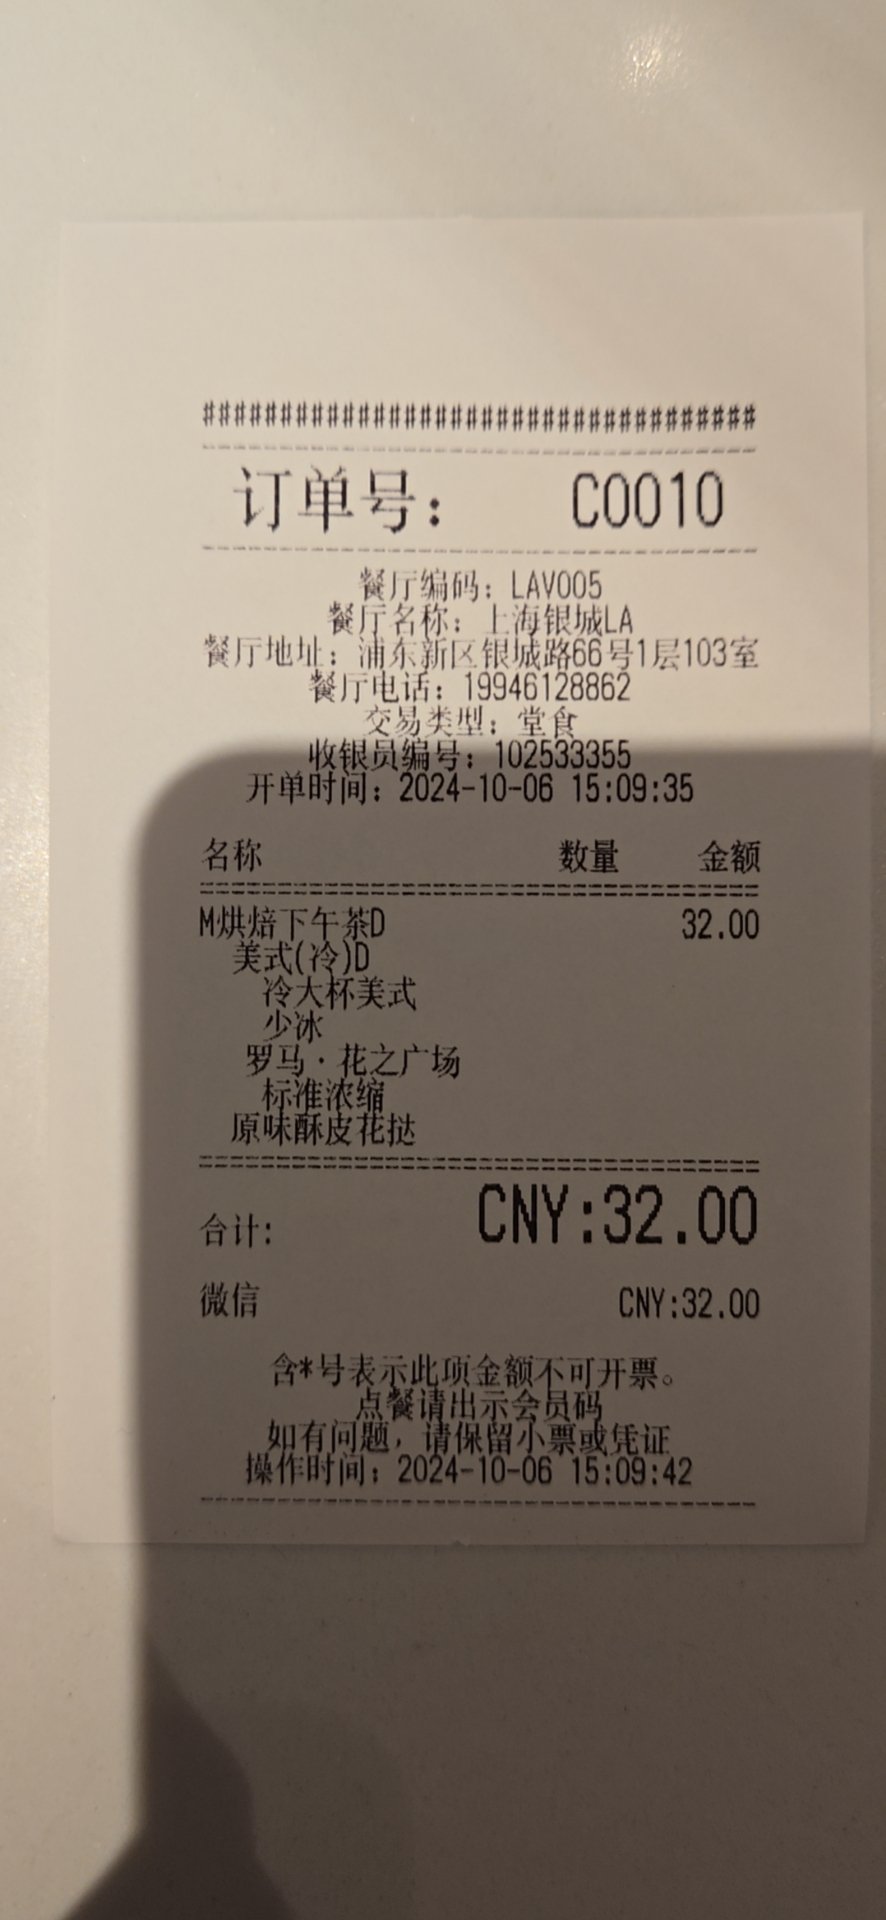 ####################################
订单号: C0010
餐厅编码: LAV005
餐厅名称: 上海银城LA
餐厅地址: 浦东新区银城路66号1层103室
餐厅电话: 19946128862
交易类型: 堂食
收银员编号: 102533355
开单时间: 2024-10-06 15:09:35
名称 数量 金额
M烘焙下午茶D 32.00
美式(冷)D
冷大杯美式
少冰
罗马·花之广场
标准浓缩
原味酥皮花挞
合计: CNY:32.00
微信 CNY:32.00
含*号表示此项金额不可开票。
点餐请出示会员码
如有问题，请保留小票或凭证
操作时间: 2024-10-06 15:09:42